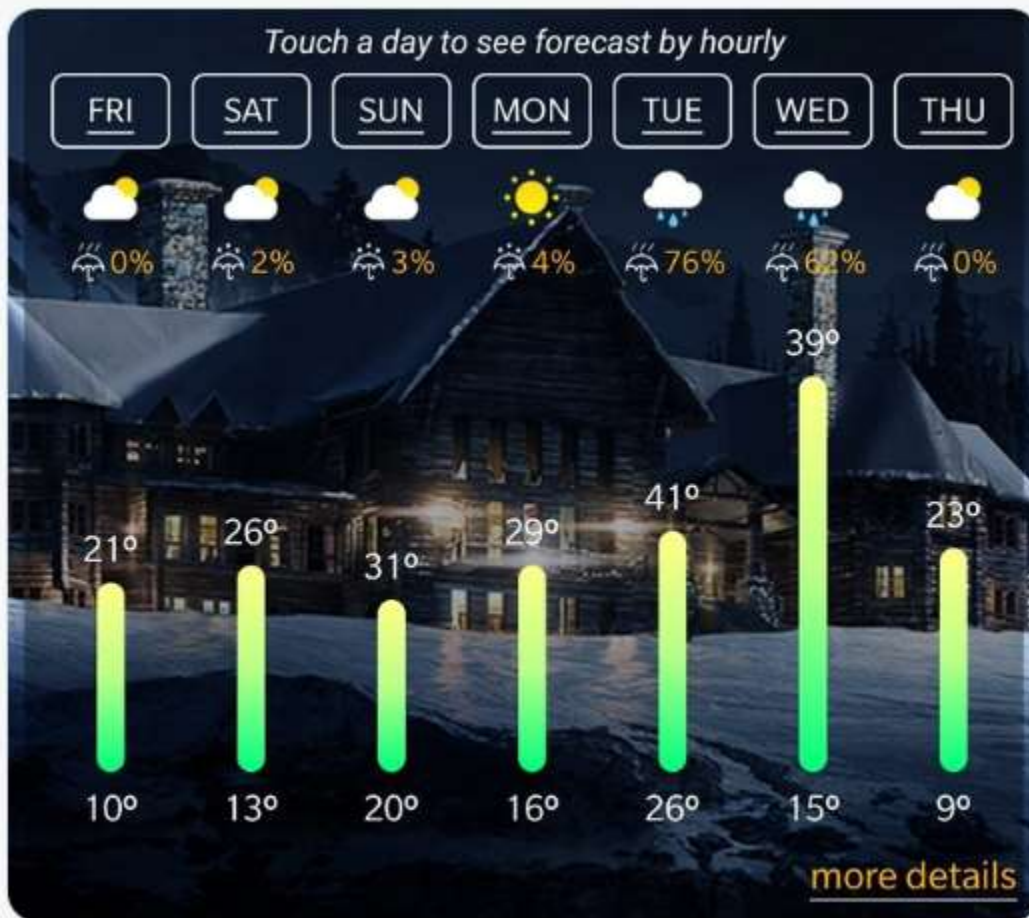 Touch a day to see forecast by hourly
FRI SAT SUN MON TUE WED THU
0% 2% 3% 4% 76% 62% 0%
39º
41º
21º 26º 31º 29º 23º
10º 13º 20º 16º 26º 15º 9º
more details